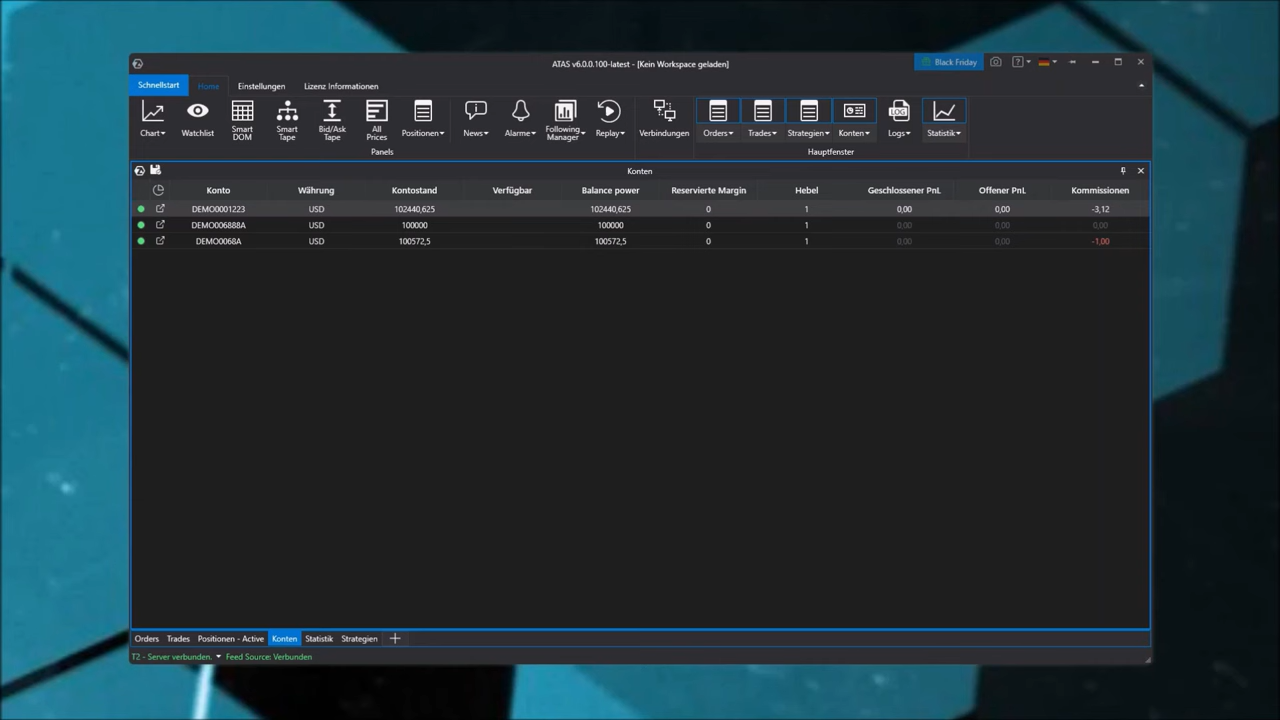 ATAS v6.0.0.100-latest - [Kein Workspace geladen]
Black Friday
Schnellstart Home Einstellungen Lizenz Informationen
Chart Watchlist Smart DOM Smart Tape Bid/Ask Tape All Prices Positionen News Alarme Following Manager Replay Verbindungen Orders Trades Strategien Konten LOG Logs Statistik
Panels Hauptfenster
Konten
Konto Währung Kontostand Verfügbar Balance power Reservierte Margin Hebel Geschlossener PnL Offener PnL Kommissionen
DEMO0001223 USD 102440,625 102440,625 0 1 0,00 0,00 -3,12
DEMO006888A USD 100000 100000 0 1 0,00 0,00 0,00
DEMO0068A USD 100572,5 100572,5 0 1 0,00 0,00 -1,00
Orders Trades Positionen - Active Konten Statistik Strategien
T2 - Server verbunden. Feed Source: Verbunden